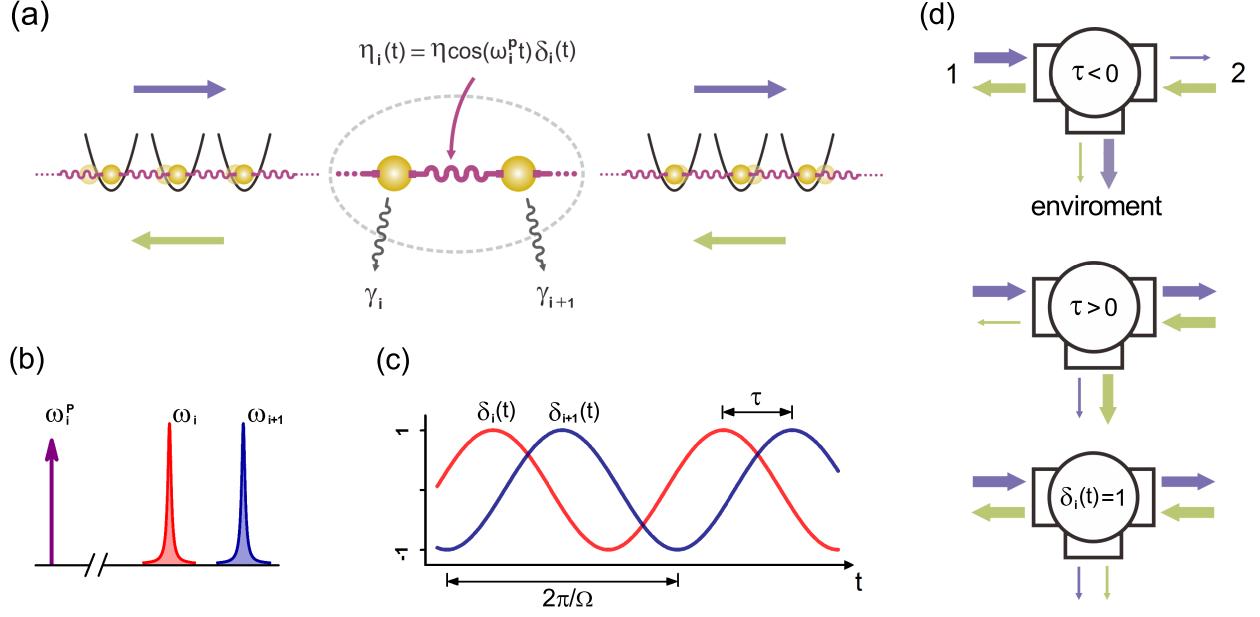 (a)
ηᵢ(t) = ηcos(ωᵢᵖt)δᵢ(t)
γᵢ
γᵢ₊₁
(b)
ωᵢᴾ
ωᵢ
ωᵢ₊₁
(c)
δᵢ(t)
δᵢ₊₁(t)
τ
1
-1
t
2π/Ω
(d)
1
τ < 0
2
enviroment
τ > 0
δᵢ(t)=1